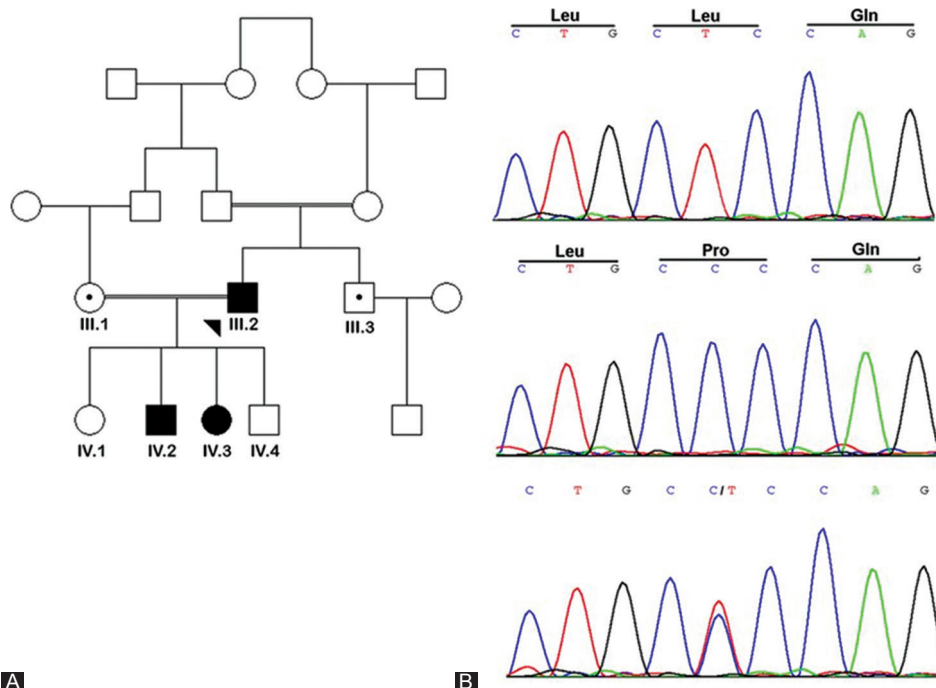 Leu Leu Gln
C T G C T C C A G
Leu Pro Gln
C T G C C C C A G
C T G C C/T C C A G
III.1 III.2 III.3
IV.1 IV.2 IV.3 IV.4
A B